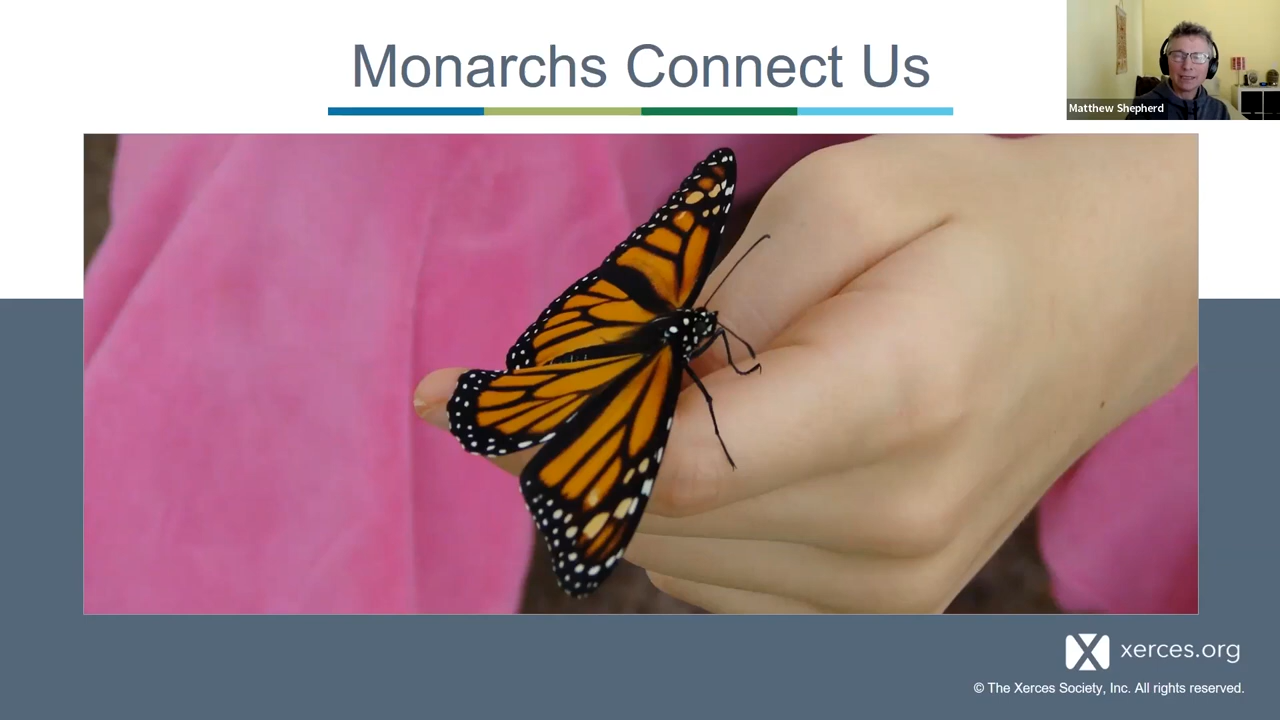 Monarchs Connect Us
Matthew Shepherd
xerces.org
© The Xerces Society, Inc. All rights reserved.